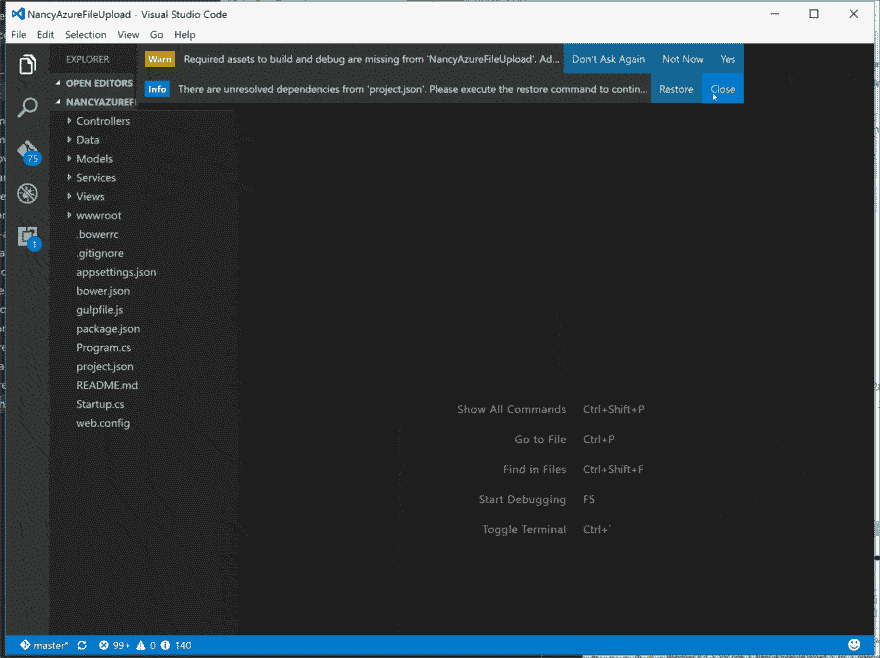 NancyAzureFileUpload - Visual Studio Code
File Edit Selection View Go Help
EXPLORER
Warn Required assets to build and debug are missing from 'NancyAzureFileUpload'. Ad... Don't Ask Again Not Now Yes
OPEN EDITORS
Info There are unresolved dependencies from 'project.json'. Please execute the restore command to contin... Restore Close
NANCYAZUREFI
Controllers
Data
Models
75
Services
Views
wwwroot
.bowerrc
1
.gitignore
appsettings.json
bower.json
gulpfile.js
package.json
Program.cs
project.json
README.md
Startup.cs
web.config
Show All Commands Ctrl+Shift+P
Go to File Ctrl+P
Find in Files Ctrl+Shift+F
Start Debugging F5
Toggle Terminal Ctrl+`
master* 99+ 0 140